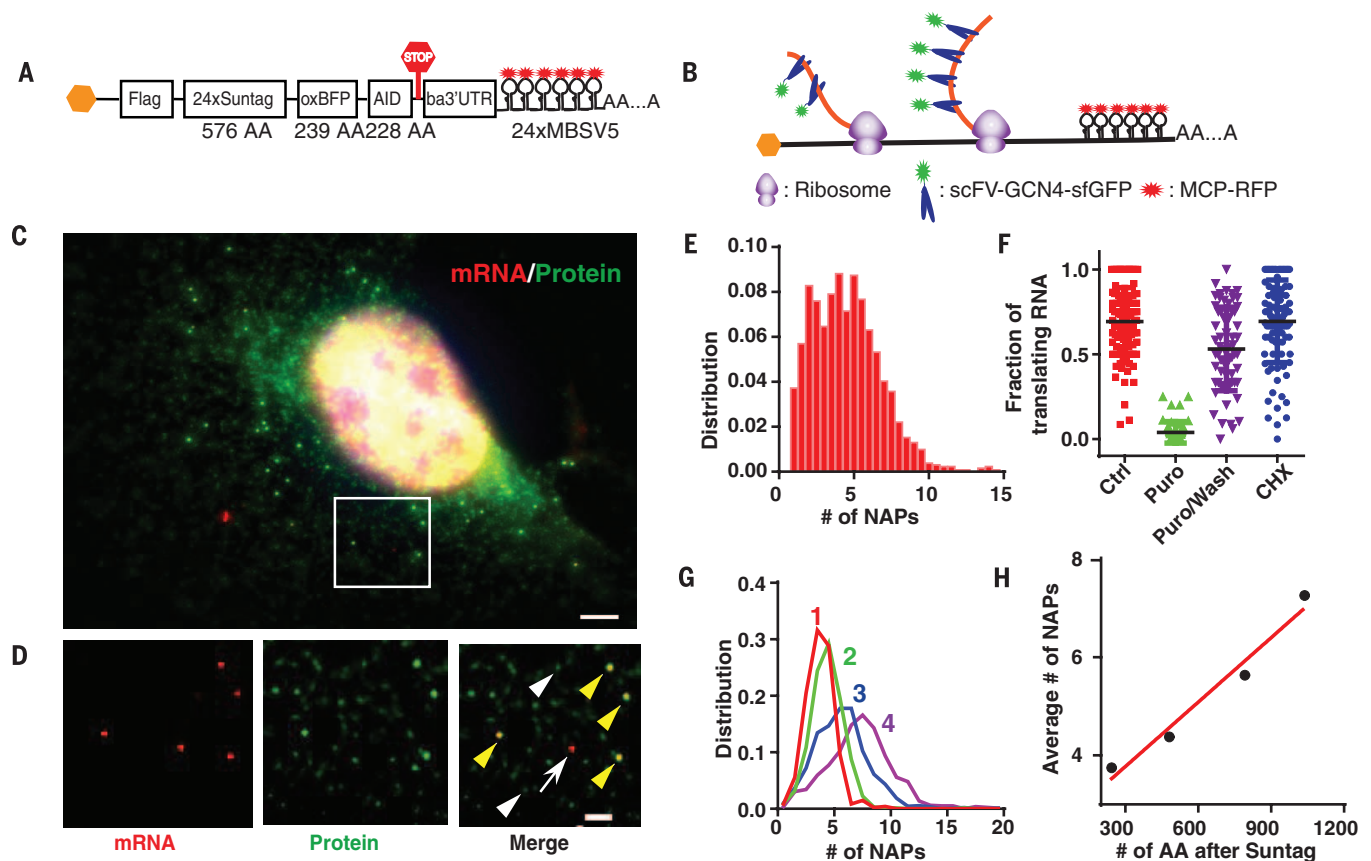 A
STOP
Flag
24xSuntag
oxBFP
AID
ba3'UTR
AA...A
576 AA
239 AA
228 AA
24xMBSV5
B
AA...A
: Ribosome
: scFV-GCN4-sfGFP
: MCP-RFP
C
mRNA/Protein
D
mRNA
Protein
Merge
E
Distribution
0.10
0.08
0.06
0.04
0.02
0.00
0
5
10
15
# of NAPs
F
Fraction of
translating RNA
1.0
0.5
0.0
Ctrl
Puro
Puro/Wash
CHX
G
Distribution
0.4
0.3
0.2
0.1
0.0
1
2
3
4
0
5
10
15
20
# of NAPs
H
Average # of NAPs
8
6
4
300
600
900
1200
# of AA after Suntag